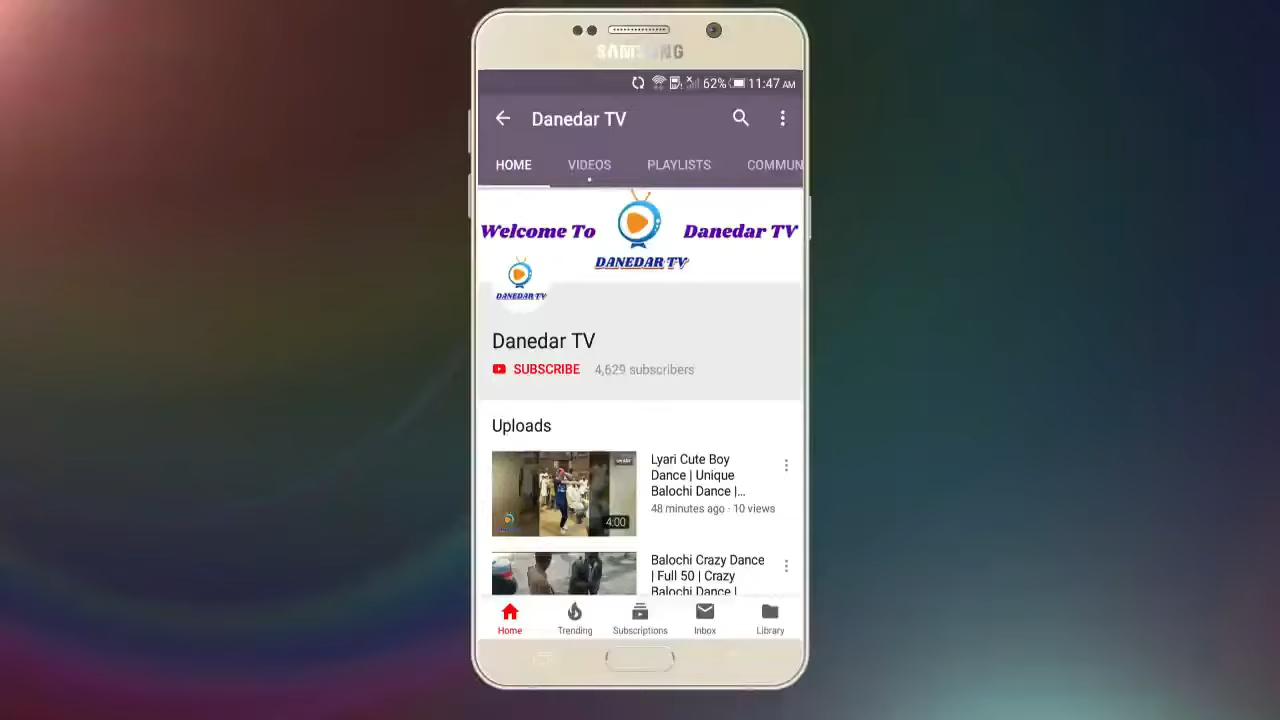 SAMSUNG
62% 11:47 AM
Danedar TV
HOME VIDEOS PLAYLISTS COMMUN
Welcome To Danedar TV
DANEDAR TV
DANEDAR TV
Danedar TV
SUBSCRIBE 4,629 subscribers
Uploads
Lyari Cute Boy
Dance | Unique
Balochi Dance |...
48 minutes ago · 10 views
4:00
Balochi Crazy Dance
| Full 50 | Crazy
Balochi Dance |
Home Trending Subscriptions Inbox Library